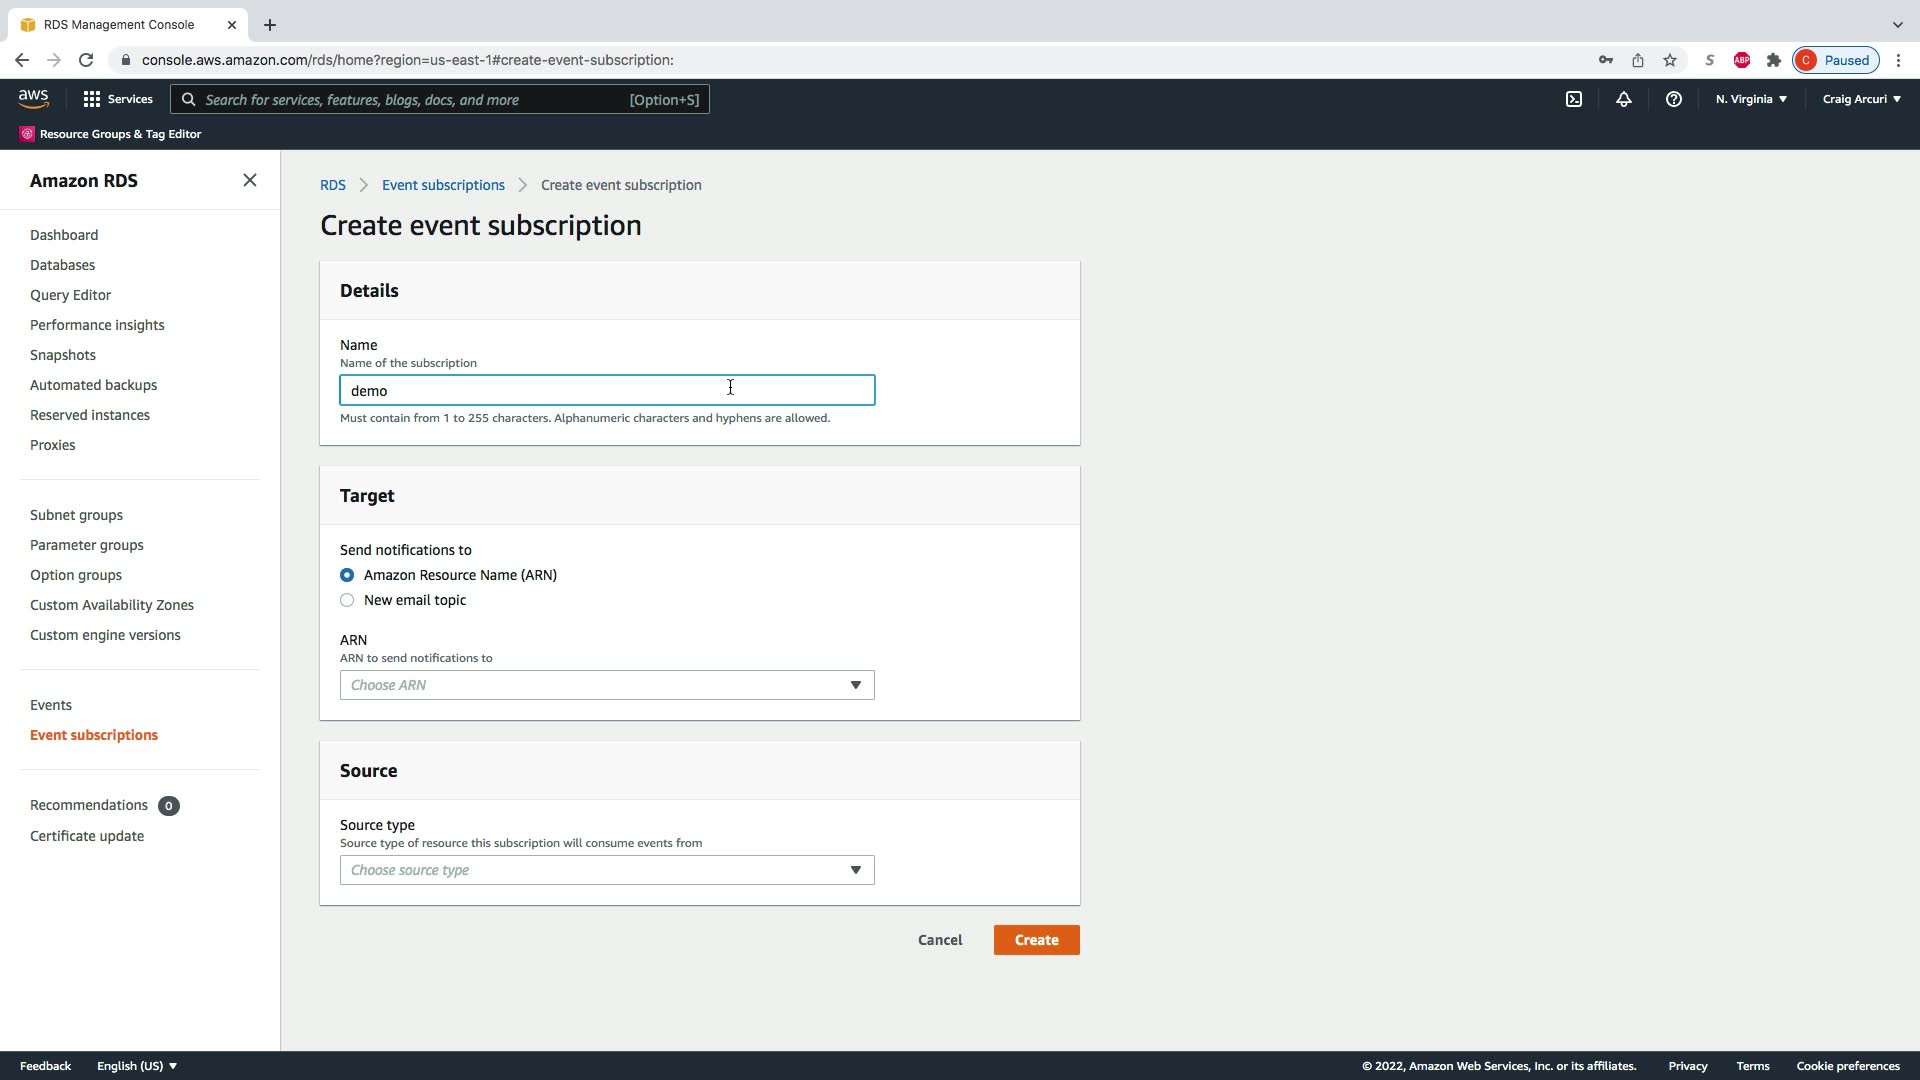 RDS Management Console
console.aws.amazon.com/rds/home?region=us-east-1#create-event-subscription:
S
ABP
C
Paused
aws
Services
Search for services, features, blogs, docs, and more
[Option+S]
N. Virginia
Craig Arcuri
Resource Groups & Tag Editor
Amazon RDS
Dashboard
Databases
Query Editor
Performance insights
Snapshots
Automated backups
Reserved instances
Proxies
Subnet groups
Parameter groups
Option groups
Custom Availability Zones
Custom engine versions
Events
Event subscriptions
Recommendations 0
Certificate update
RDS > Event subscriptions > Create event subscription
Create event subscription
Details
Name
Name of the subscription
demo
Must contain from 1 to 255 characters. Alphanumeric characters and hyphens are allowed.
Target
Send notifications to
Amazon Resource Name (ARN)
New email topic
ARN
ARN to send notifications to
Choose ARN
Source
Source type
Source type of resource this subscription will consume events from
Choose source type
Cancel
Create
Feedback
English (US)
© 2022, Amazon Web Services, Inc. or its affiliates.
Privacy
Terms
Cookie preferences